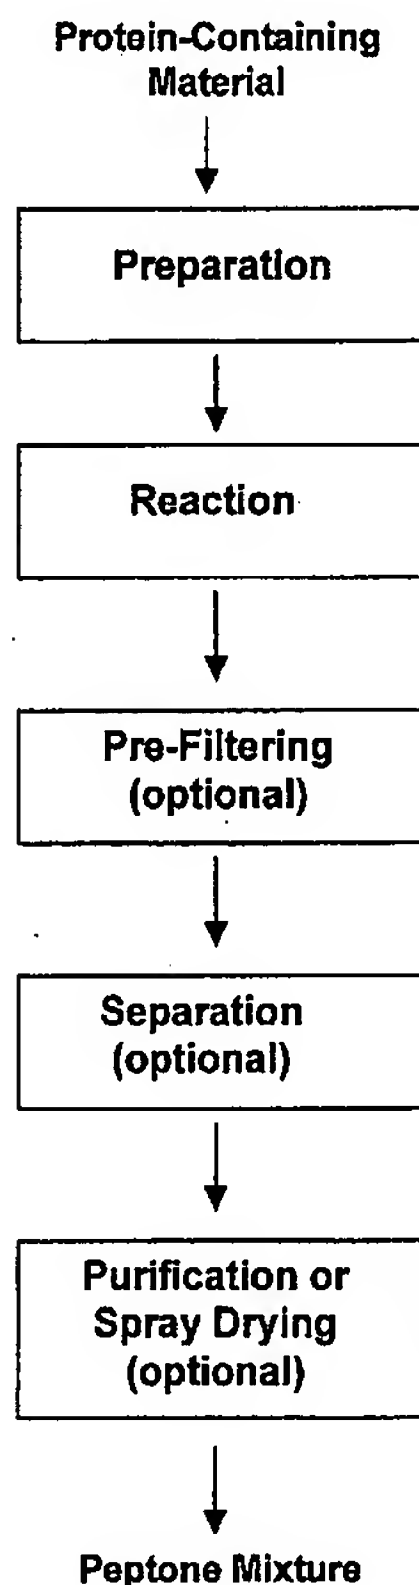 Protein-Containing
Material
Preparation
Reaction
Pre-Filtering
(optional)
Separation
(optional)
Purification or
Spray Drying
(optional)
Peptone Mixture